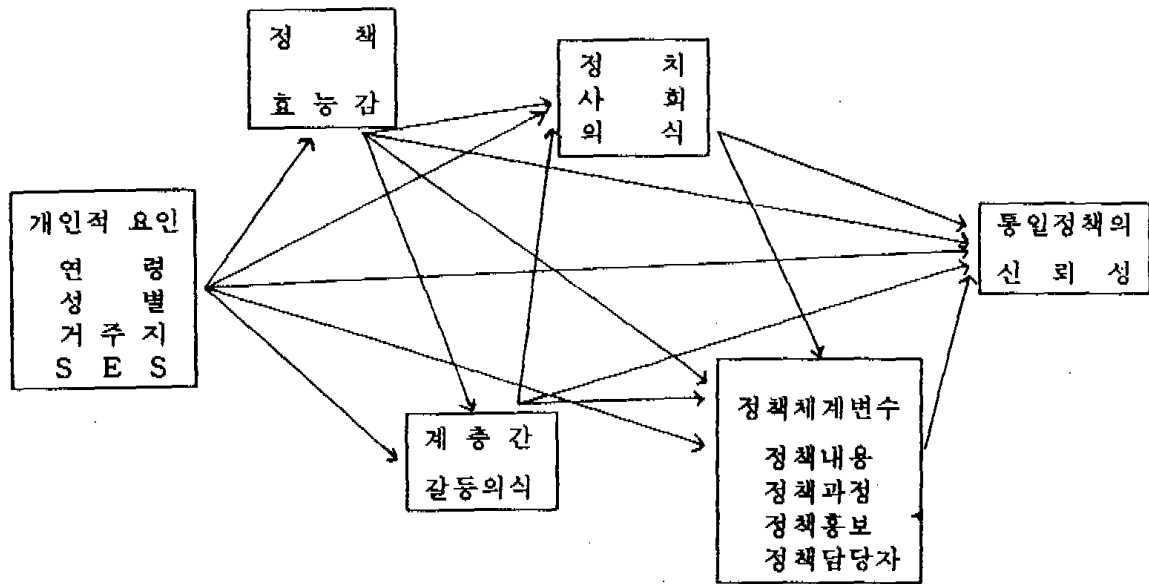 정 책
효 능 감
정 치
사 회
의 식
개인적 요인
연 령
성 별
거 주 지
S E S
통일정책의
신 뢰 성
계 층 간
갈등의식
정책체계변수
정책내용
정책과정
정책홍보
정책담당자